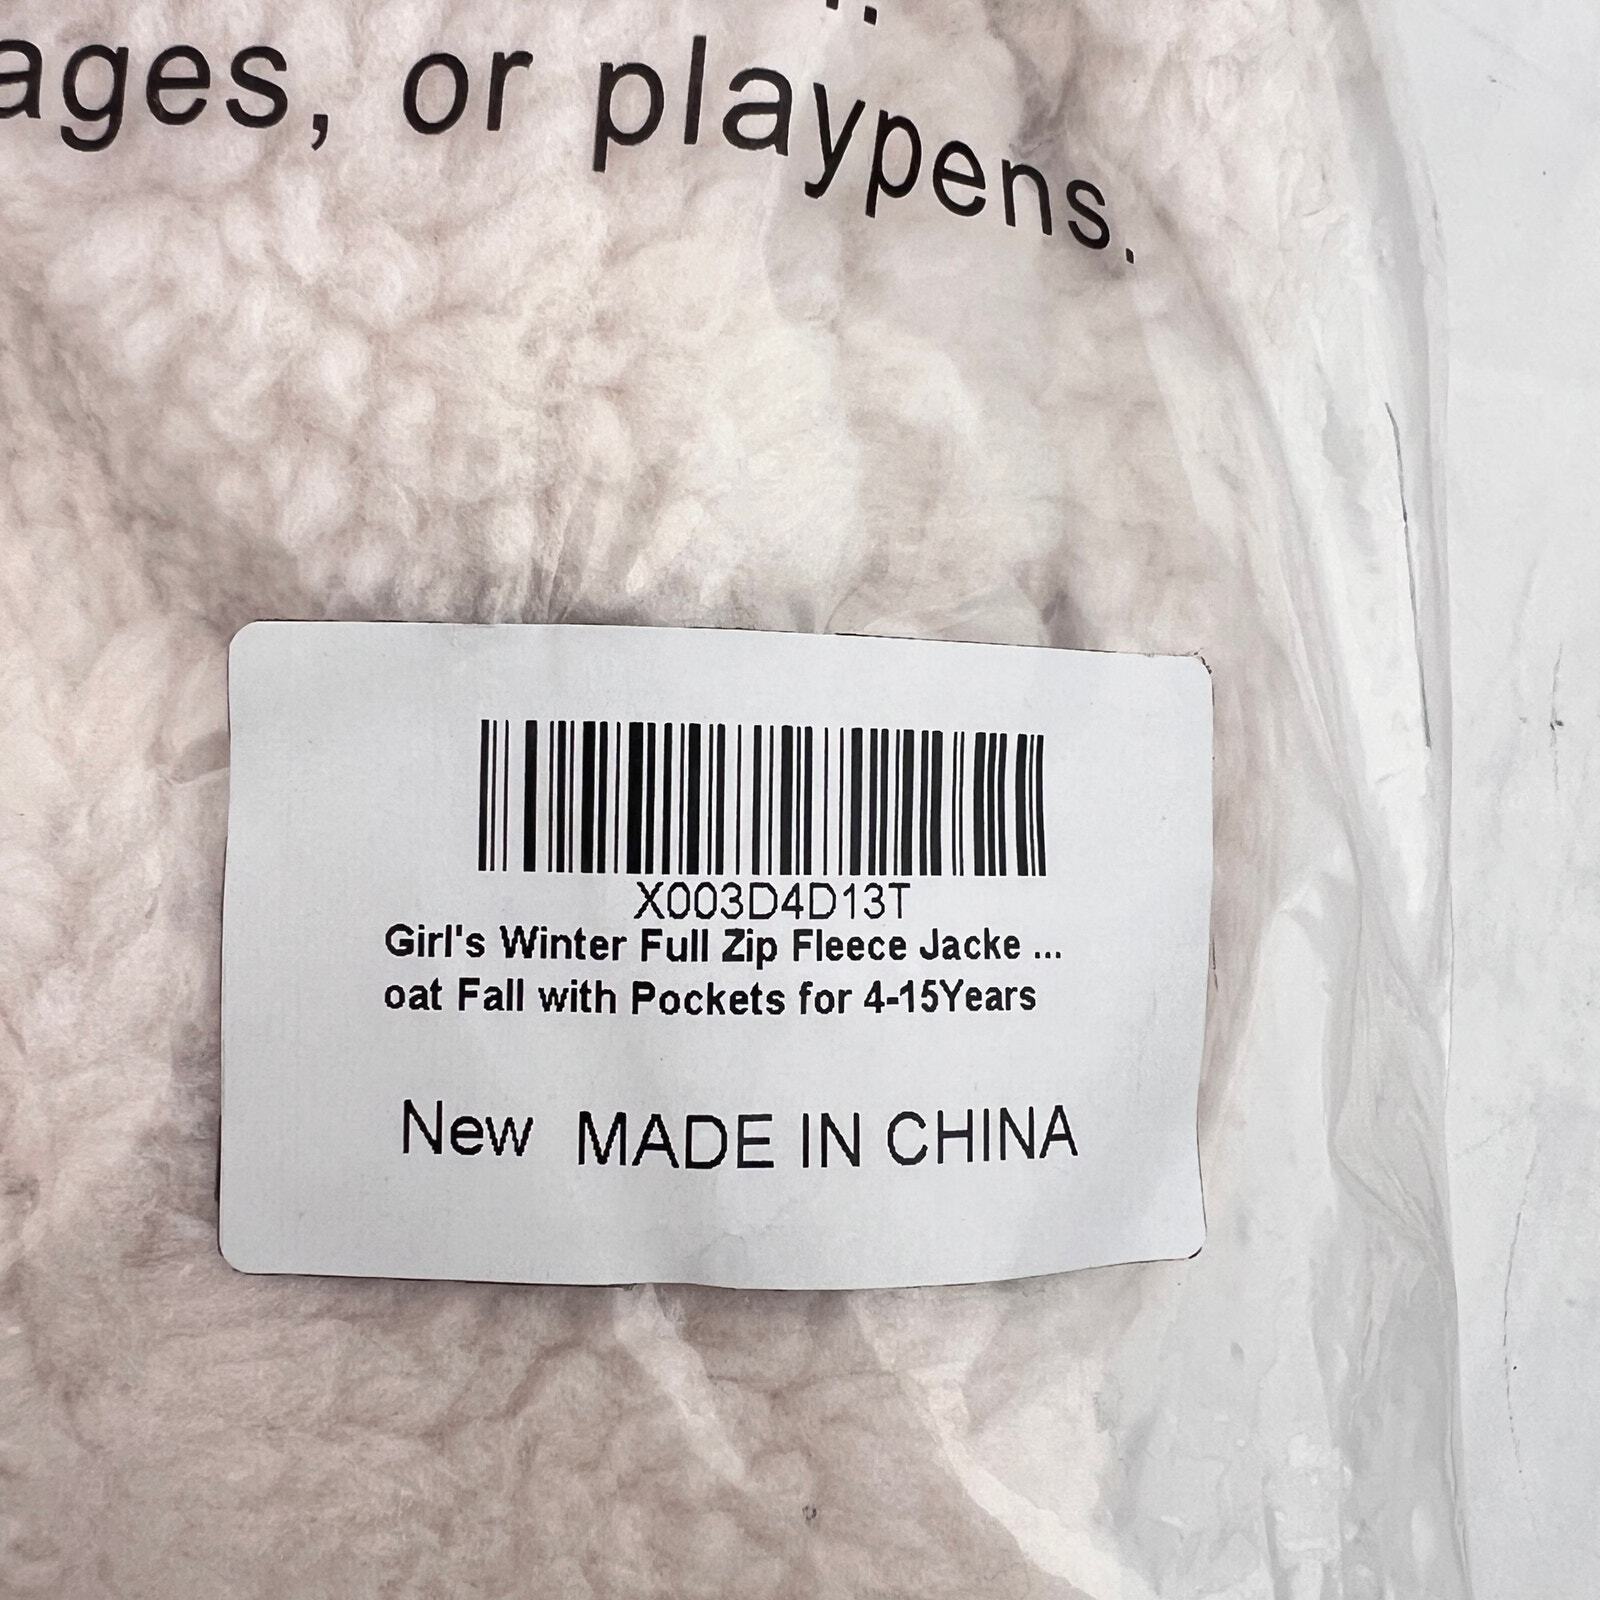 ages, or playpens.
X003D4D13T
Girl's Winter Full Zip Fleece Jacke ...
oat Fall with Pockets for 4-15Years
New MADE IN CHINA